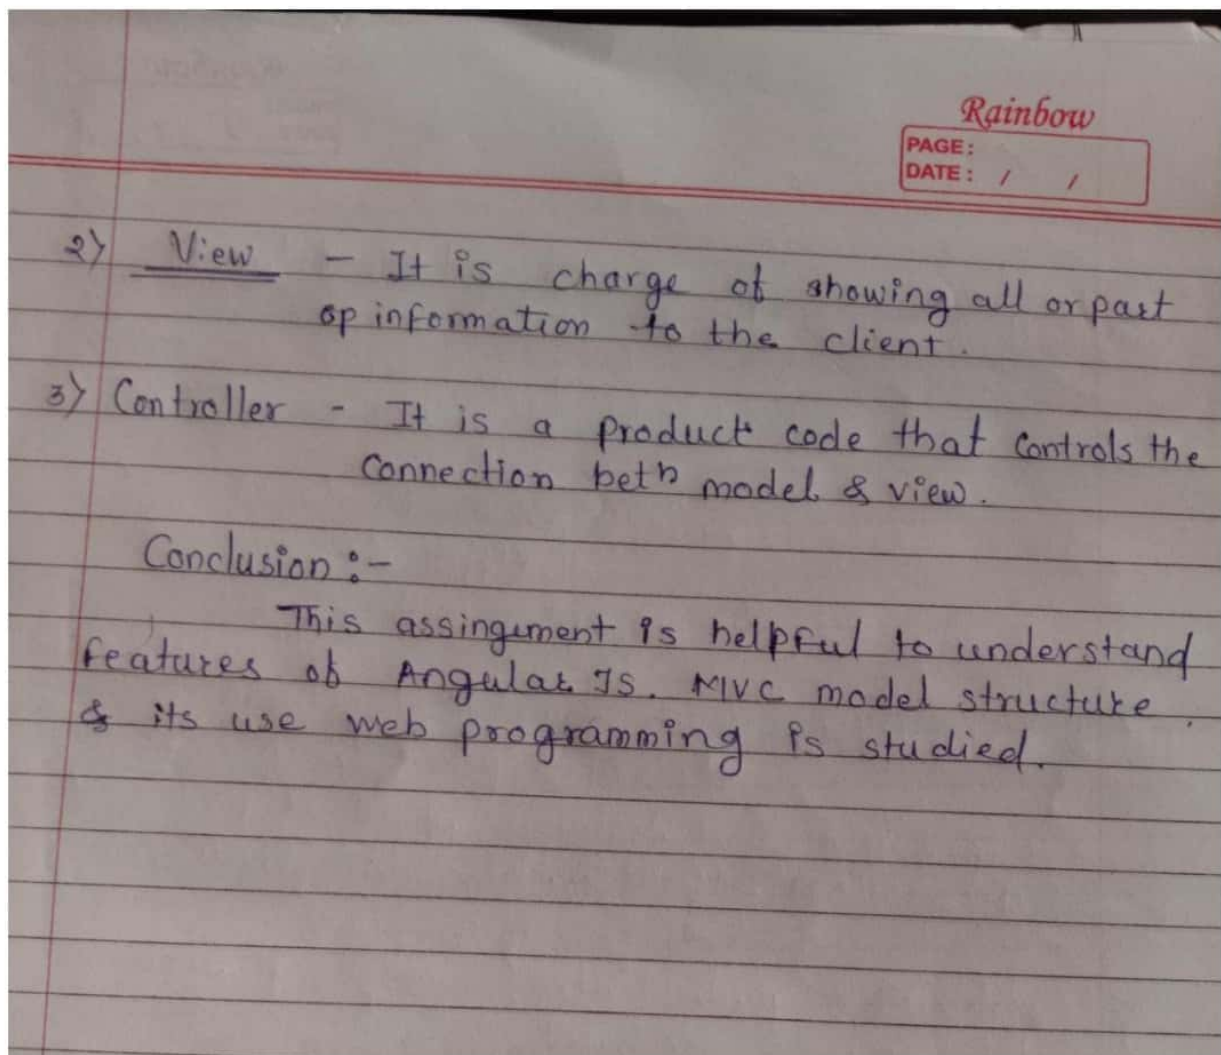 Rainbow
PAGE:
DATE: / /
2) View - It is charge of showing all or part
op information to the client.
3) Controller - It is a product code that controls the
connection betn model & view.
Conclusion :-
This assingement is helpful to understand
features of Angular JS. MVC model structure.
& its use web programming is studied.